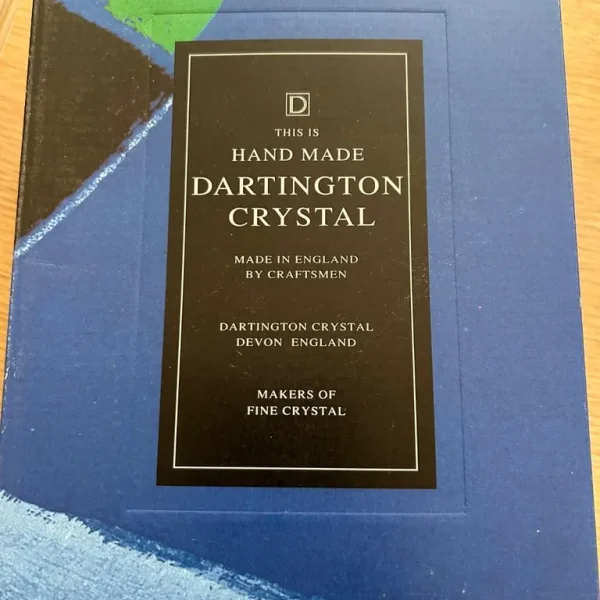 D
THIS IS
HAND MADE
DARTINGTON
CRYSTAL
MADE IN ENGLAND
BY CRAFTSMEN
DARTINGTON CRYSTAL
DEVON ENGLAND
MAKERS OF
FINE CRYSTAL